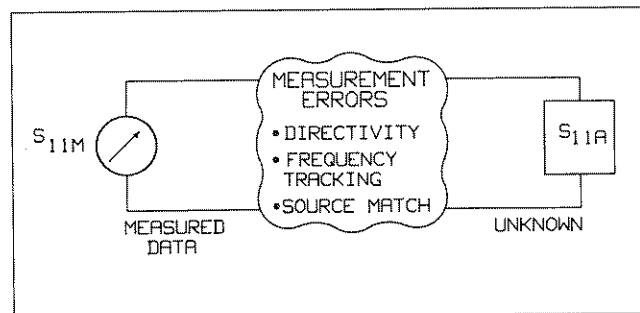 MEASUREMENT
ERRORS
S11M
• DIRECTIVITY
• FREQUENCY
TRACKING
• SOURCE MATCH
S11A
MEASURED
DATA
UNKNOWN